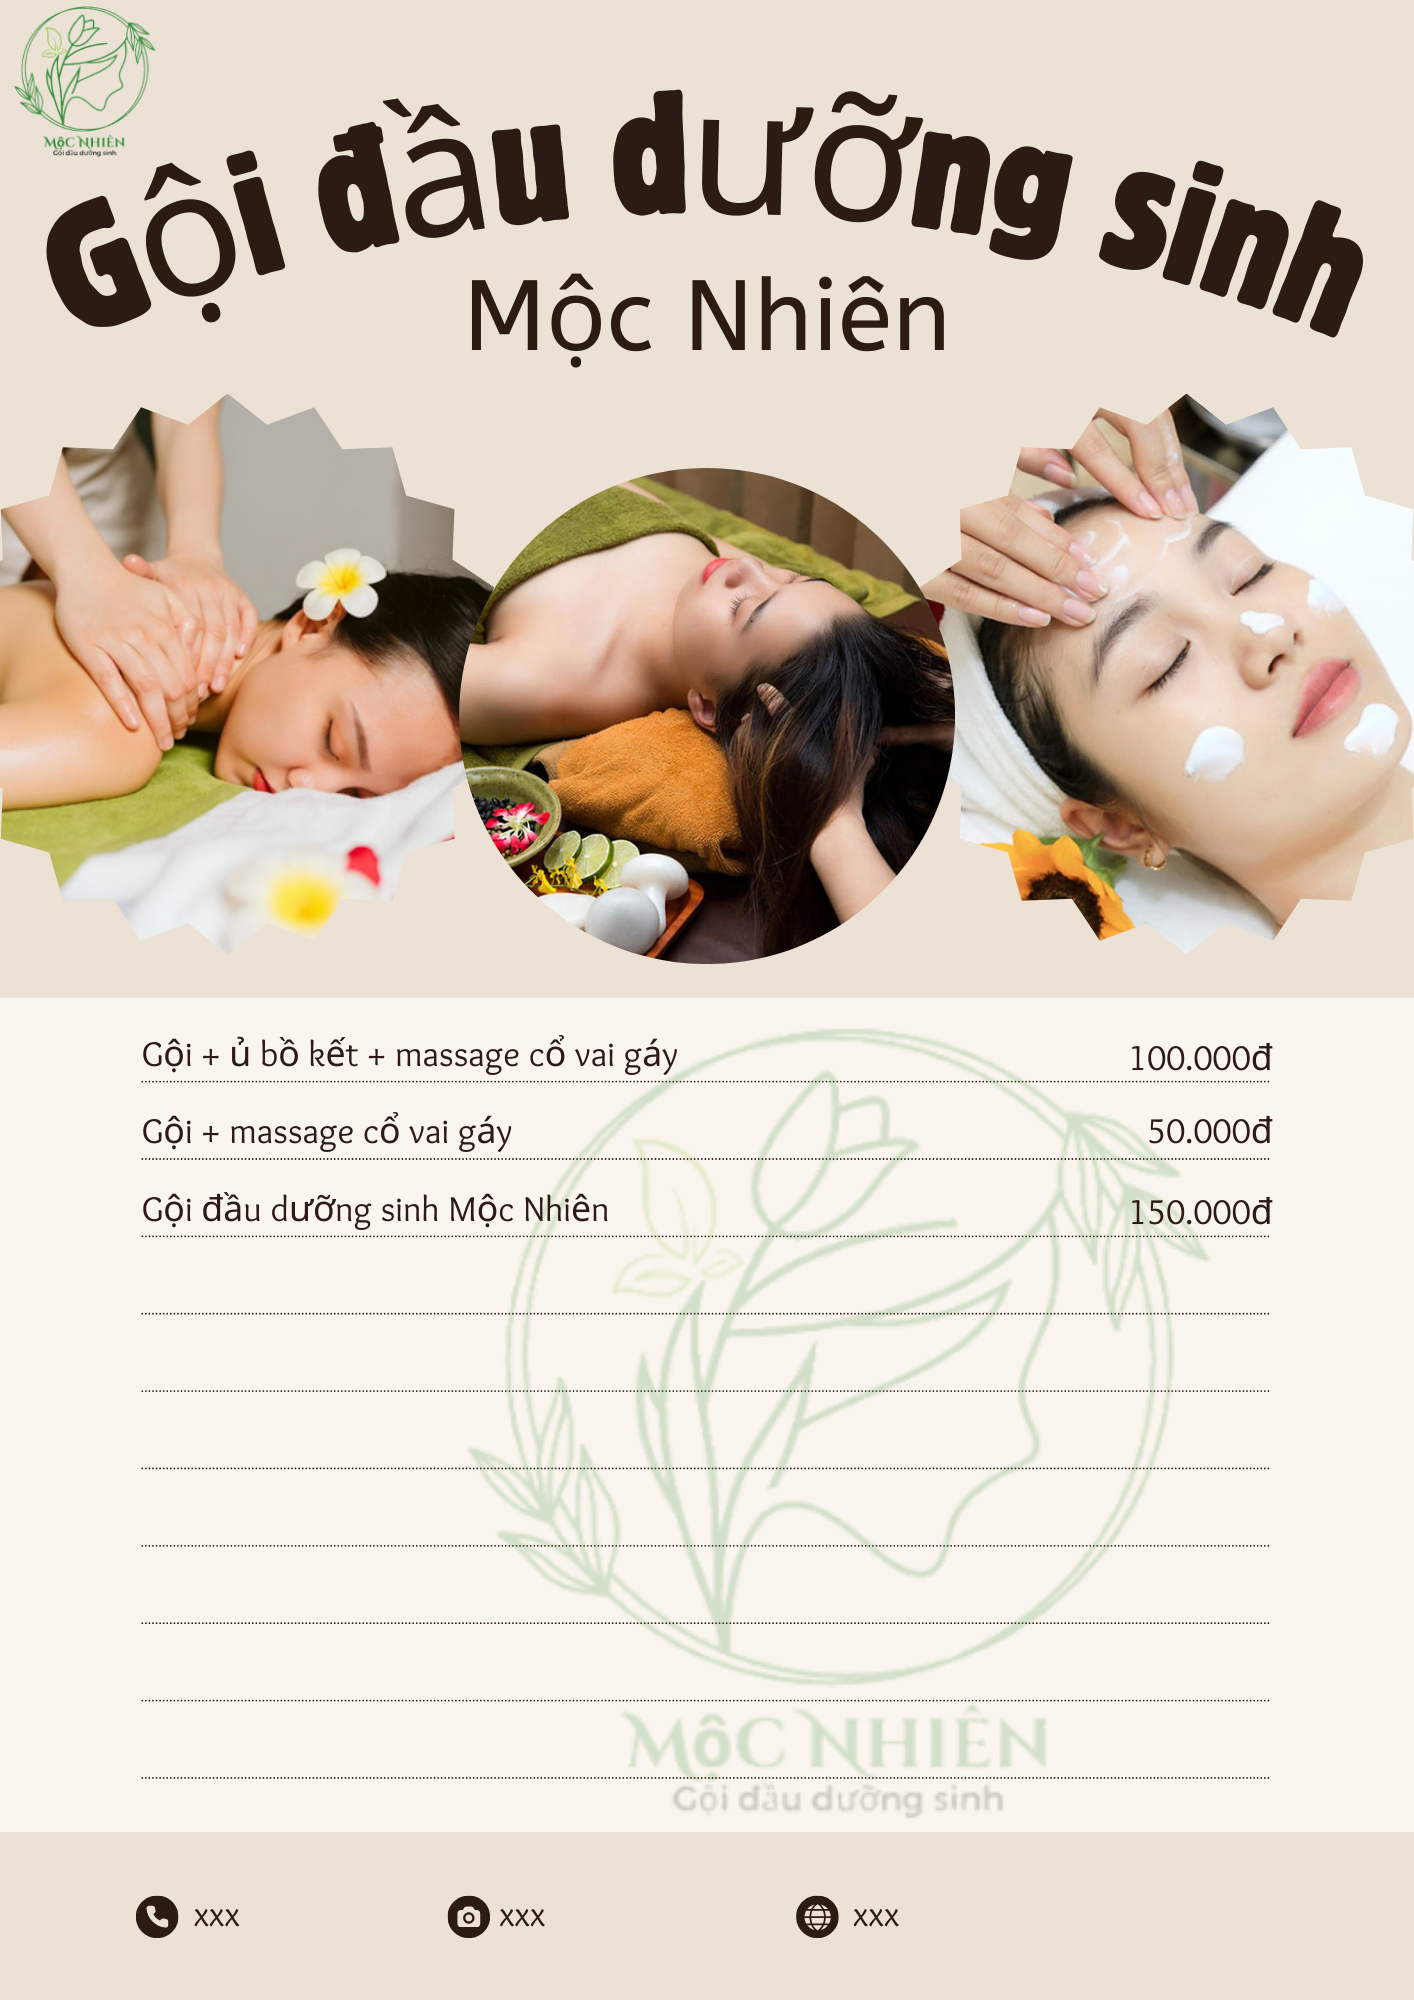 MỘC NHIÊN
Gội đầu dưỡng sinh
Gội đầu dưỡng sinh
Mộc Nhiên
Gội + ủ bồ kết + massage cổ vai gáy 100.000đ
Gội + massage cổ vai gáy 50.000đ
Gội đầu dưỡng sinh Mộc Nhiên 150.000đ
MỘC NHIÊN
Gội đầu dưỡng sinh
xxx xxx xxx